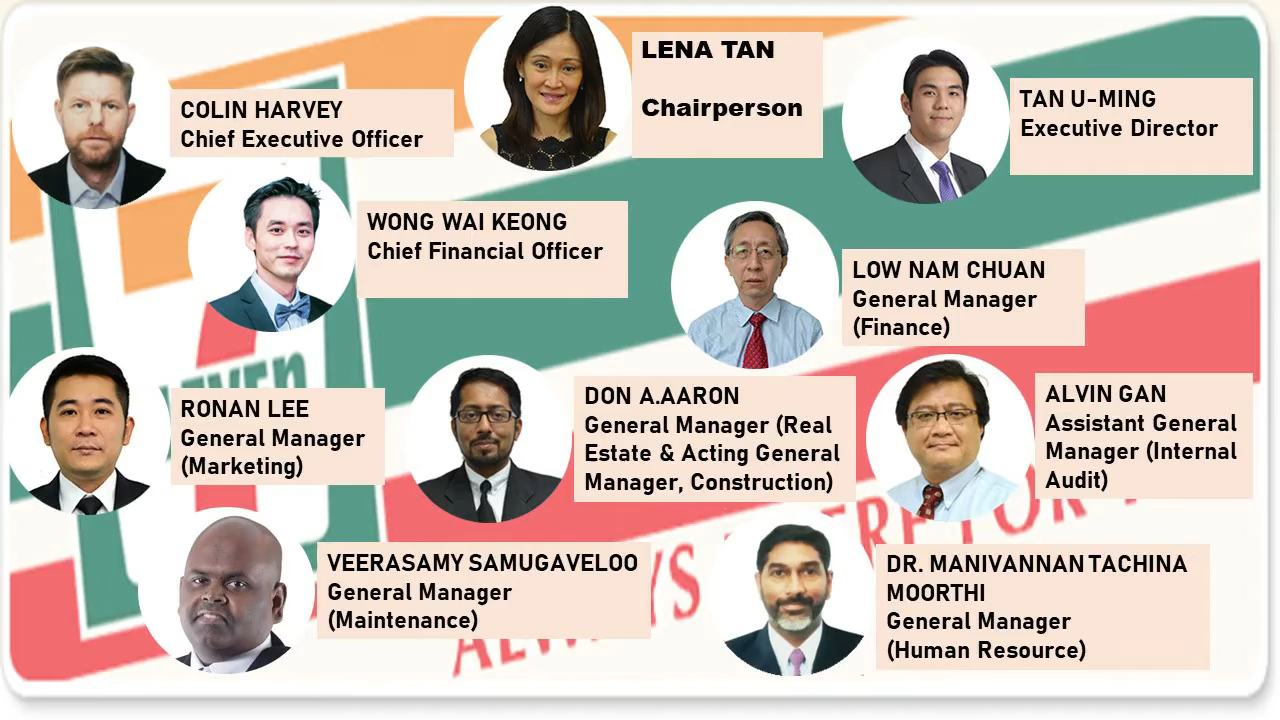 LENA TAN
Chairperson
COLIN HARVEY
Chief Executive Officer
TAN U-MING
Executive Director
WONG WAI KEONG
Chief Financial Officer
LOW NAM CHUAN
General Manager
(Finance)
RONAN LEE
General Manager
(Marketing)
DON A.AARON
General Manager (Real
Estate & Acting General
Manager, Construction)
ALVIN GAN
Assistant General
Manager (Internal
Audit)
VEERASAMY SAMUGAVELOO
General Manager
(Maintenance)
DR. MANIVANNAN TACHINA
MOORTHI
General Manager
(Human Resource)